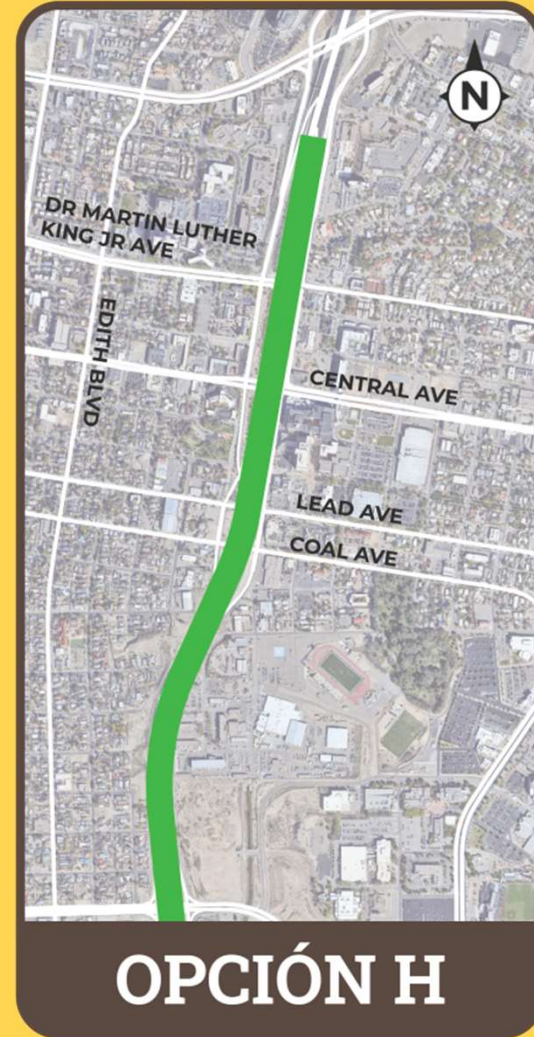 N
DR MARTIN LUTHER
KING JR AVE
EDITH BLVD
CENTRAL AVE
LEAD AVE
COAL AVE
OPCIÓN H